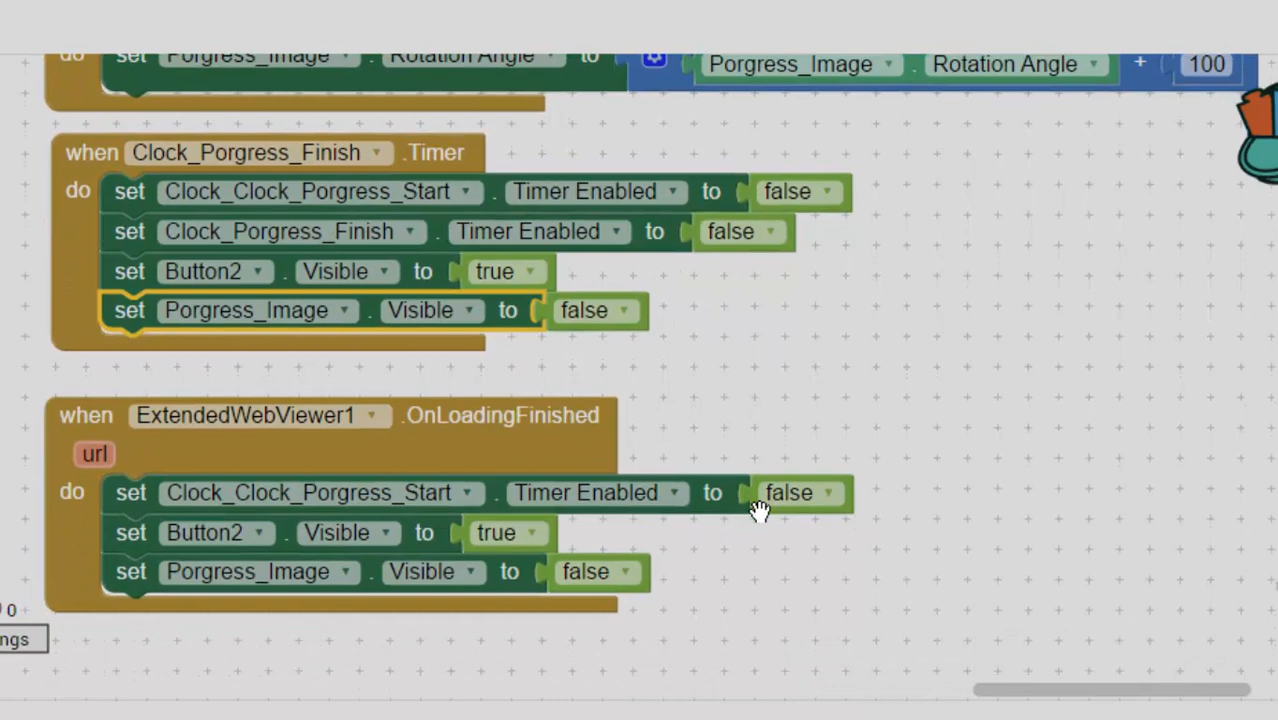 do set Porgress_Image . Rotation Angle to Porgress_Image . Rotation Angle + 100
when Clock_Porgress_Finish .Timer
do set Clock_Clock_Porgress_Start . Timer Enabled to false
set Clock_Porgress_Finish . Timer Enabled to false
set Button2 . Visible to true
set Porgress_Image . Visible to false
when ExtendedWebViewer1 .OnLoadingFinished
url
do set Clock_Clock_Porgress_Start . Timer Enabled to false
set Button2 . Visible to true
set Porgress_Image . Visible to false
0
ngs